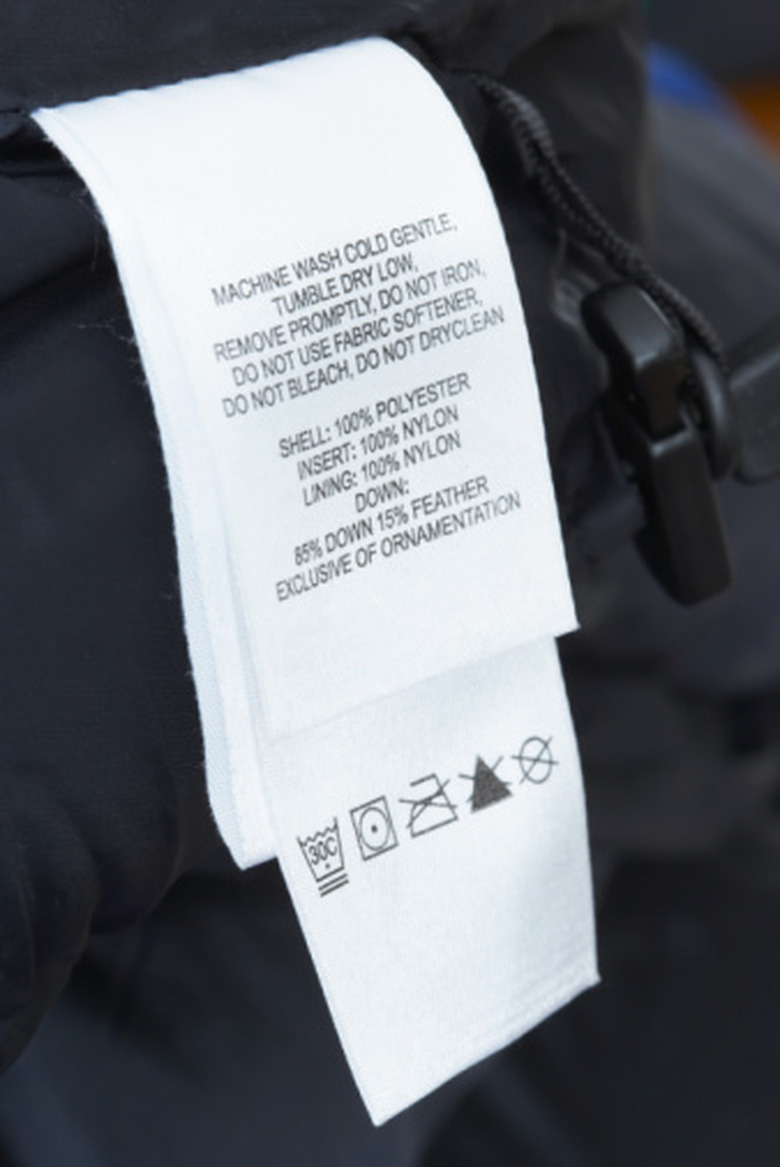 MACHINE WASH COLD GENTLE,
TUMBLE DRY LOW,
REMOVE PROMPTLY, DO NOT IRON,
DO NOT USE FABRIC SOFTENER,
DO NOT BLEACH, DO NOT DRYCLEAN
SHELL: 100% POLYESTER
INSERT: 100% NYLON
LINING: 100% NYLON
DOWN:
85% DOWN 15% FEATHER
EXCLUSIVE OF ORNAMENTATION
30C